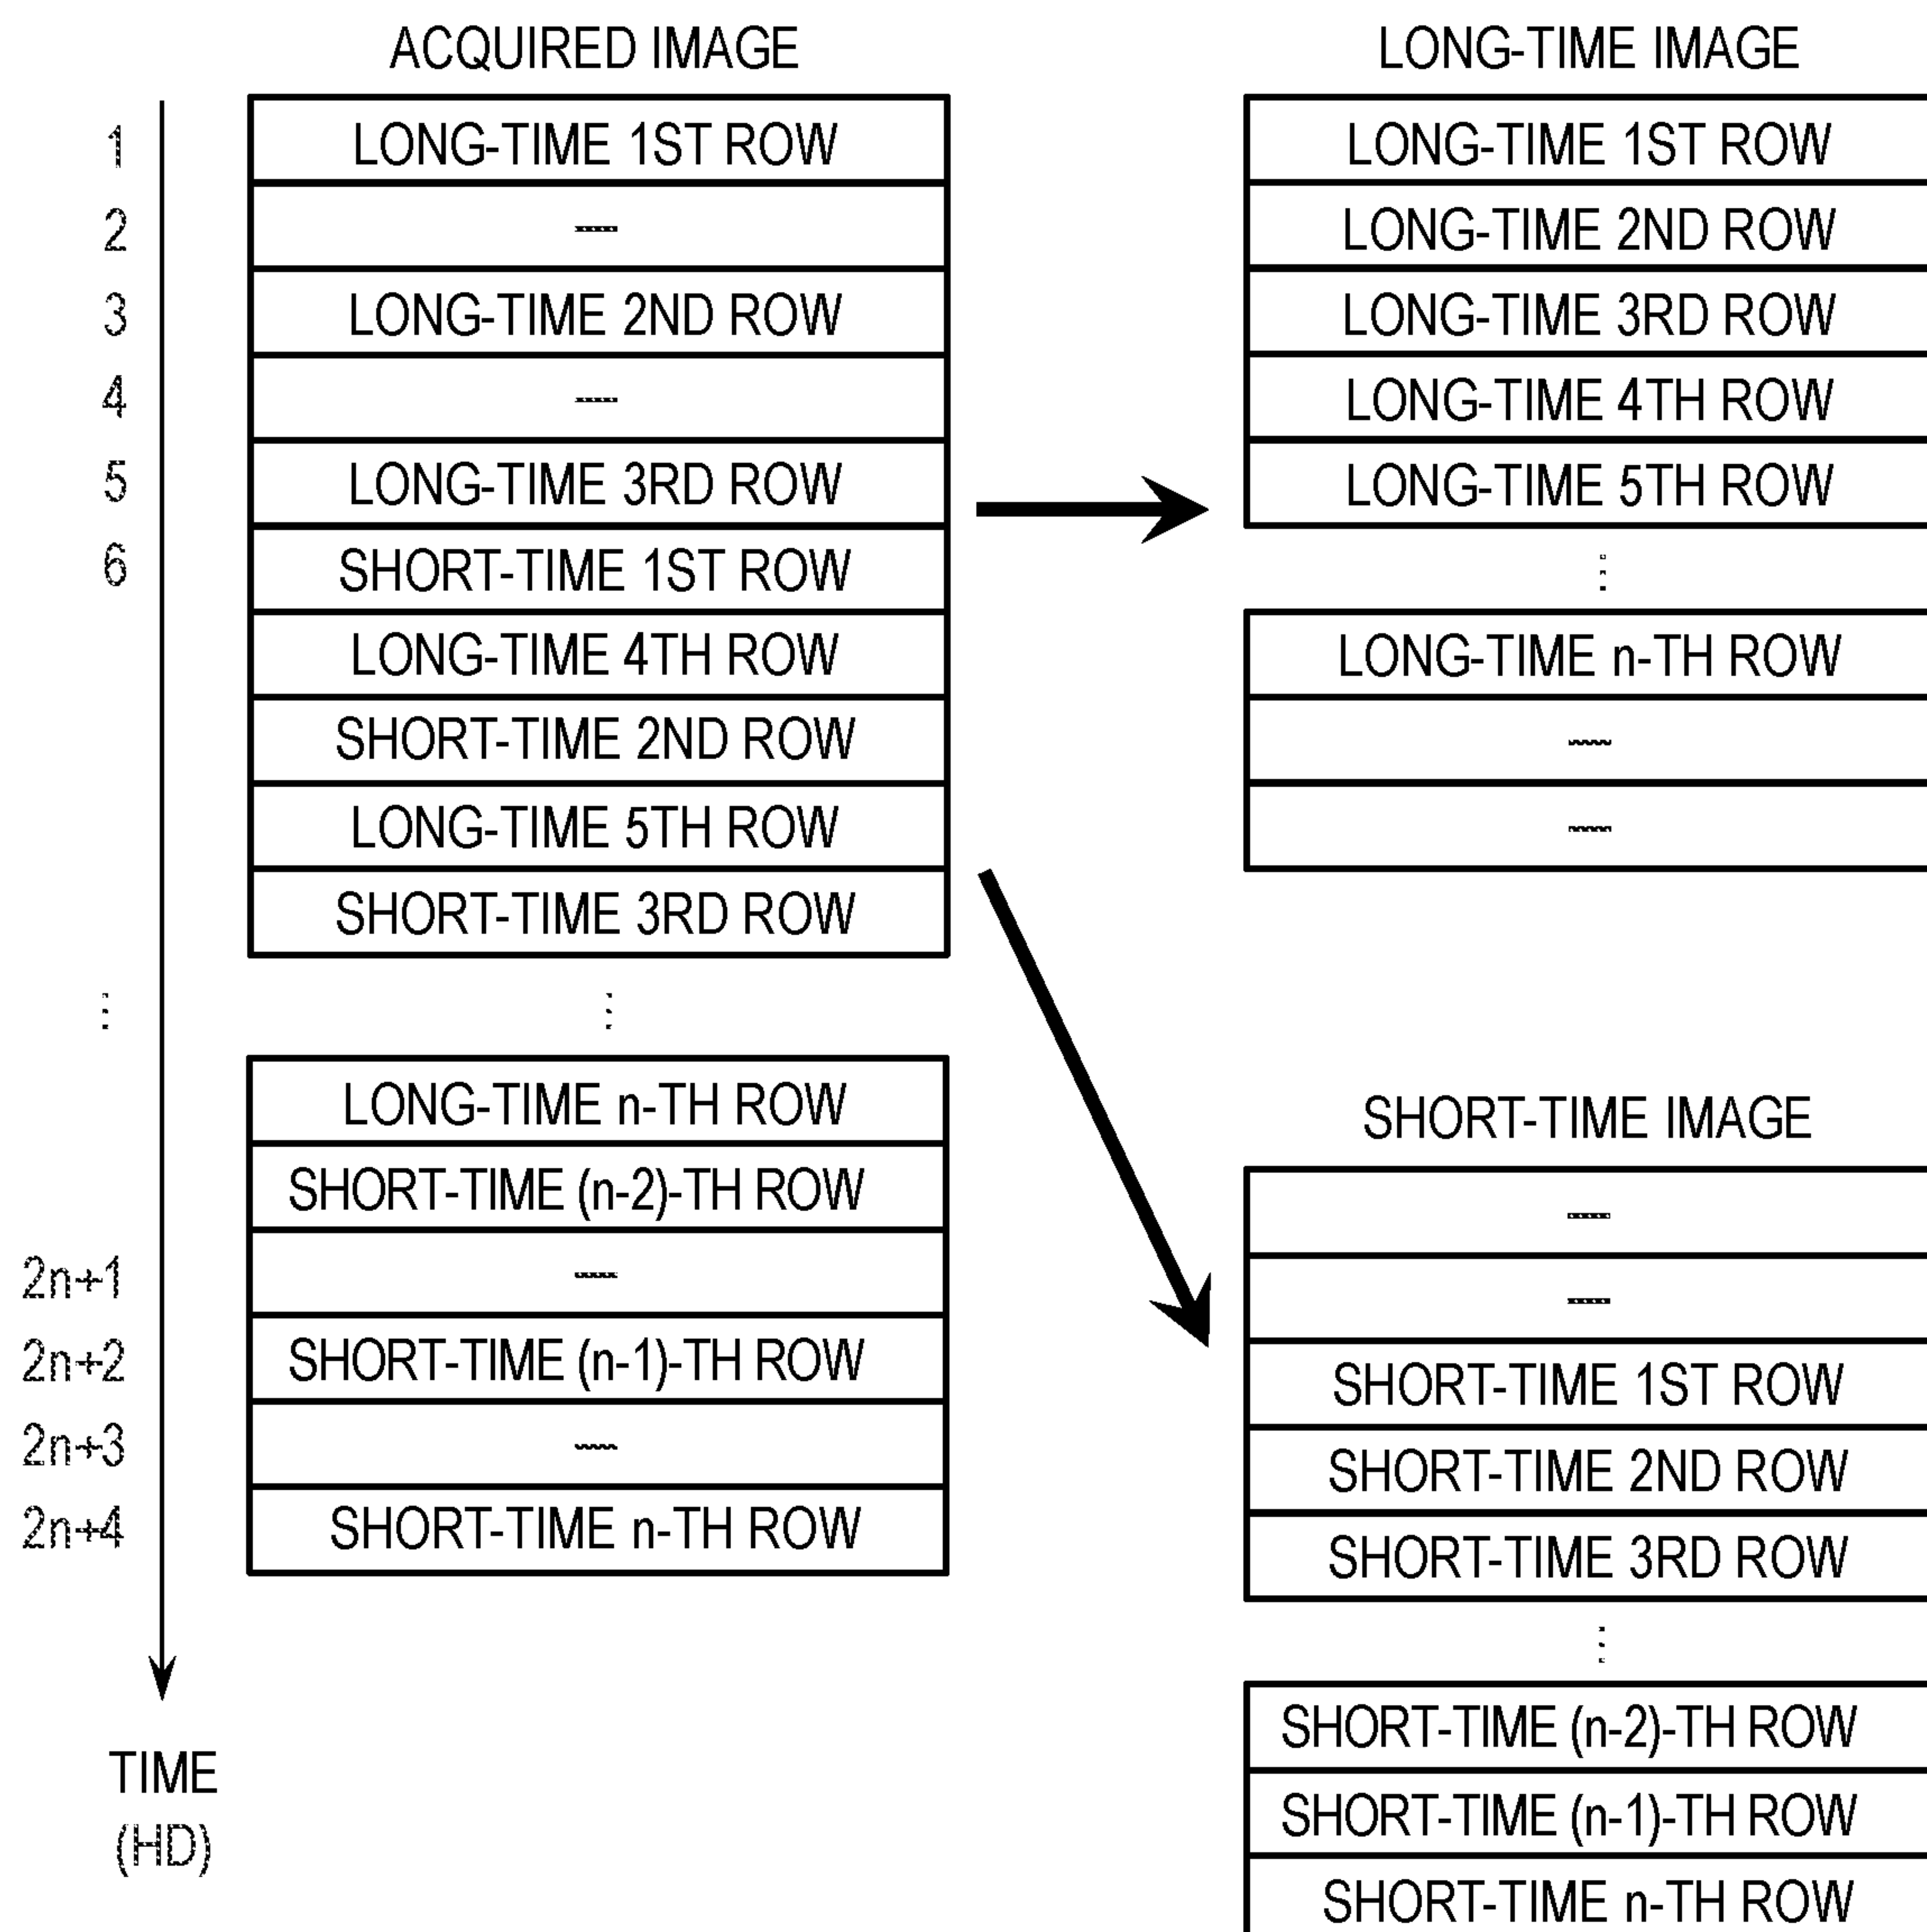 ACQUIRED IMAGE
1 LONG-TIME 1ST ROW
2 ----
3 LONG-TIME 2ND ROW
4 ----
5 LONG-TIME 3RD ROW
6 SHORT-TIME 1ST ROW
LONG-TIME 4TH ROW
SHORT-TIME 2ND ROW
LONG-TIME 5TH ROW
SHORT-TIME 3RD ROW
⋮ ⋮
LONG-TIME n-TH ROW
SHORT-TIME (n-2)-TH ROW
2n+1 ----
2n+2 SHORT-TIME (n-1)-TH ROW
2n+3 ----
2n+4 SHORT-TIME n-TH ROW
TIME
(HD)
LONG-TIME IMAGE
LONG-TIME 1ST ROW
LONG-TIME 2ND ROW
LONG-TIME 3RD ROW
LONG-TIME 4TH ROW
LONG-TIME 5TH ROW
⋮
LONG-TIME n-TH ROW
----
----
SHORT-TIME IMAGE
----
----
SHORT-TIME 1ST ROW
SHORT-TIME 2ND ROW
SHORT-TIME 3RD ROW
⋮
SHORT-TIME (n-2)-TH ROW
SHORT-TIME (n-1)-TH ROW
SHORT-TIME n-TH ROW